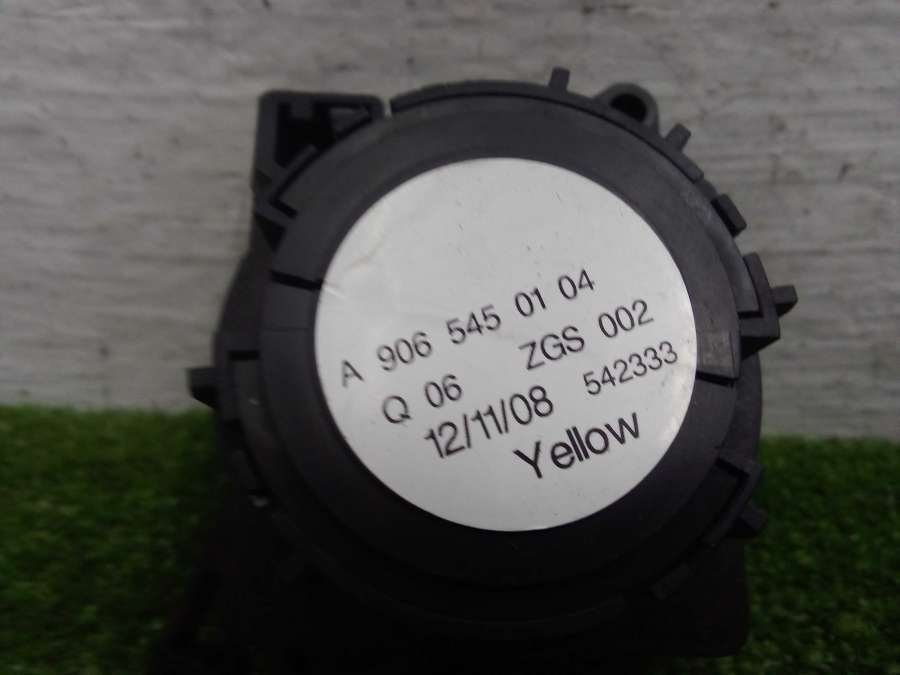 A 906 545 01 04
Q 06 ZGS 002
12/11/08 542333
Yellow